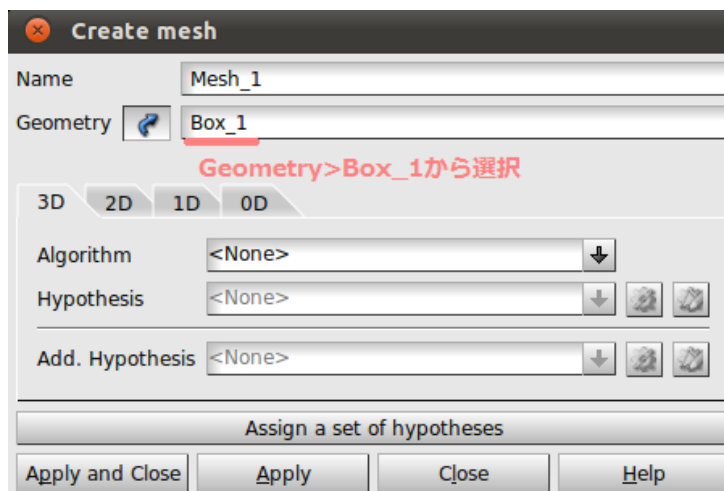 Create mesh
Name Mesh_1
Geometry Box_1
Geometry>Box_1から選択
3D 2D 1D 0D
Algorithm <None>
Hypothesis <None>
Add. Hypothesis <None>
Assign a set of hypotheses
Apply and Close Apply Close Help